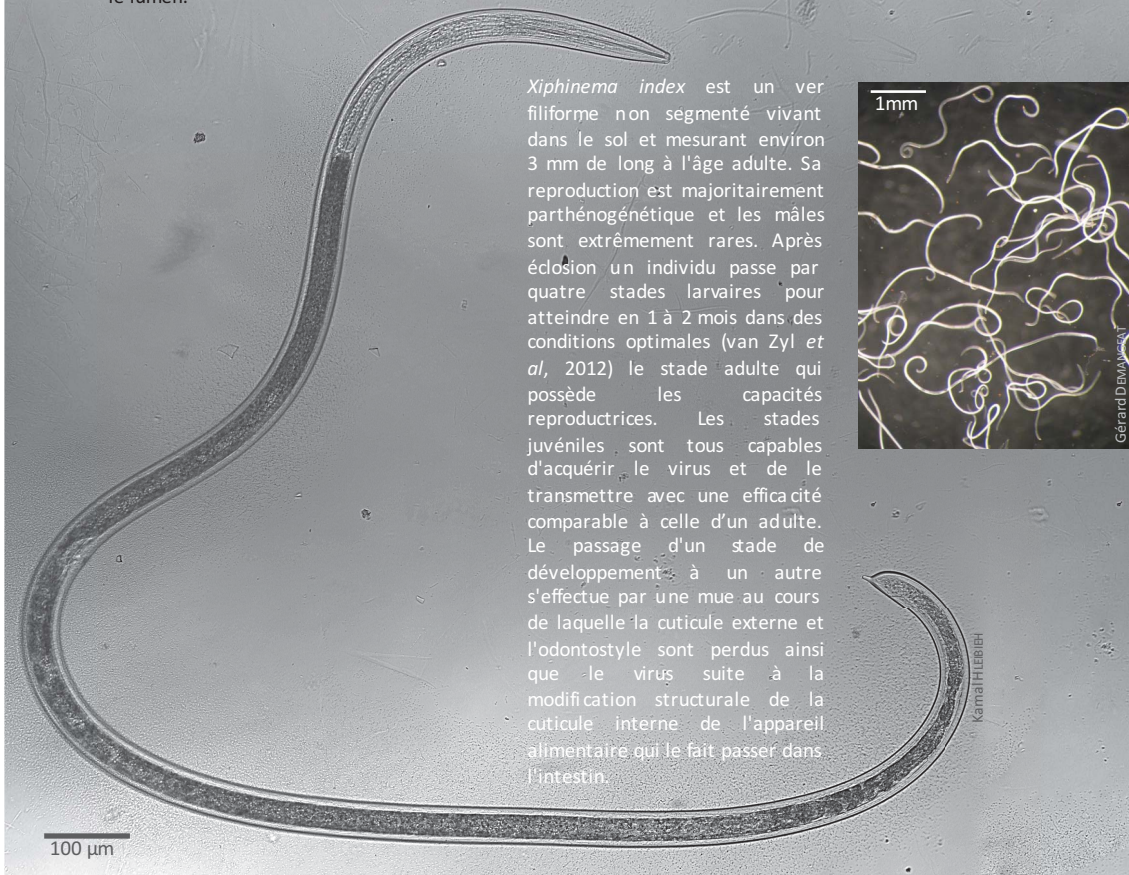 le lumen.
Xiphinema index est un ver
filiforme non segmenté vivant
dans le sol et mesurant environ
3 mm de long à l'âge adulte. Sa
reproduction est majoritairement
parthénogénétique et les mâles
sont extrêmement rares. Après
éclosion un individu passe par
quatre stades larvaires pour
atteindre en 1 à 2 mois dans des
conditions optimales (van Zyl et
al, 2012) le stade adulte qui
possède les capacités
reproductrices. Les stades
juvéniles sont tous capables
d'acquérir le virus et de le
transmettre avec une efficacité
comparable à celle d’un adulte.
Le passage d'un stade de
développement à un autre
s'effectue par une mue au cours
de laquelle la cuticule externe et
l'odontostyle sont perdus ainsi
que le virus suite à la
modification structurale de la
cuticule interne de l'appareil
alimentaire qui le fait passer dans
l'intestin.
1mm
Gérard DEMANGEAT
Kamal HLEIBIEH
100 µm